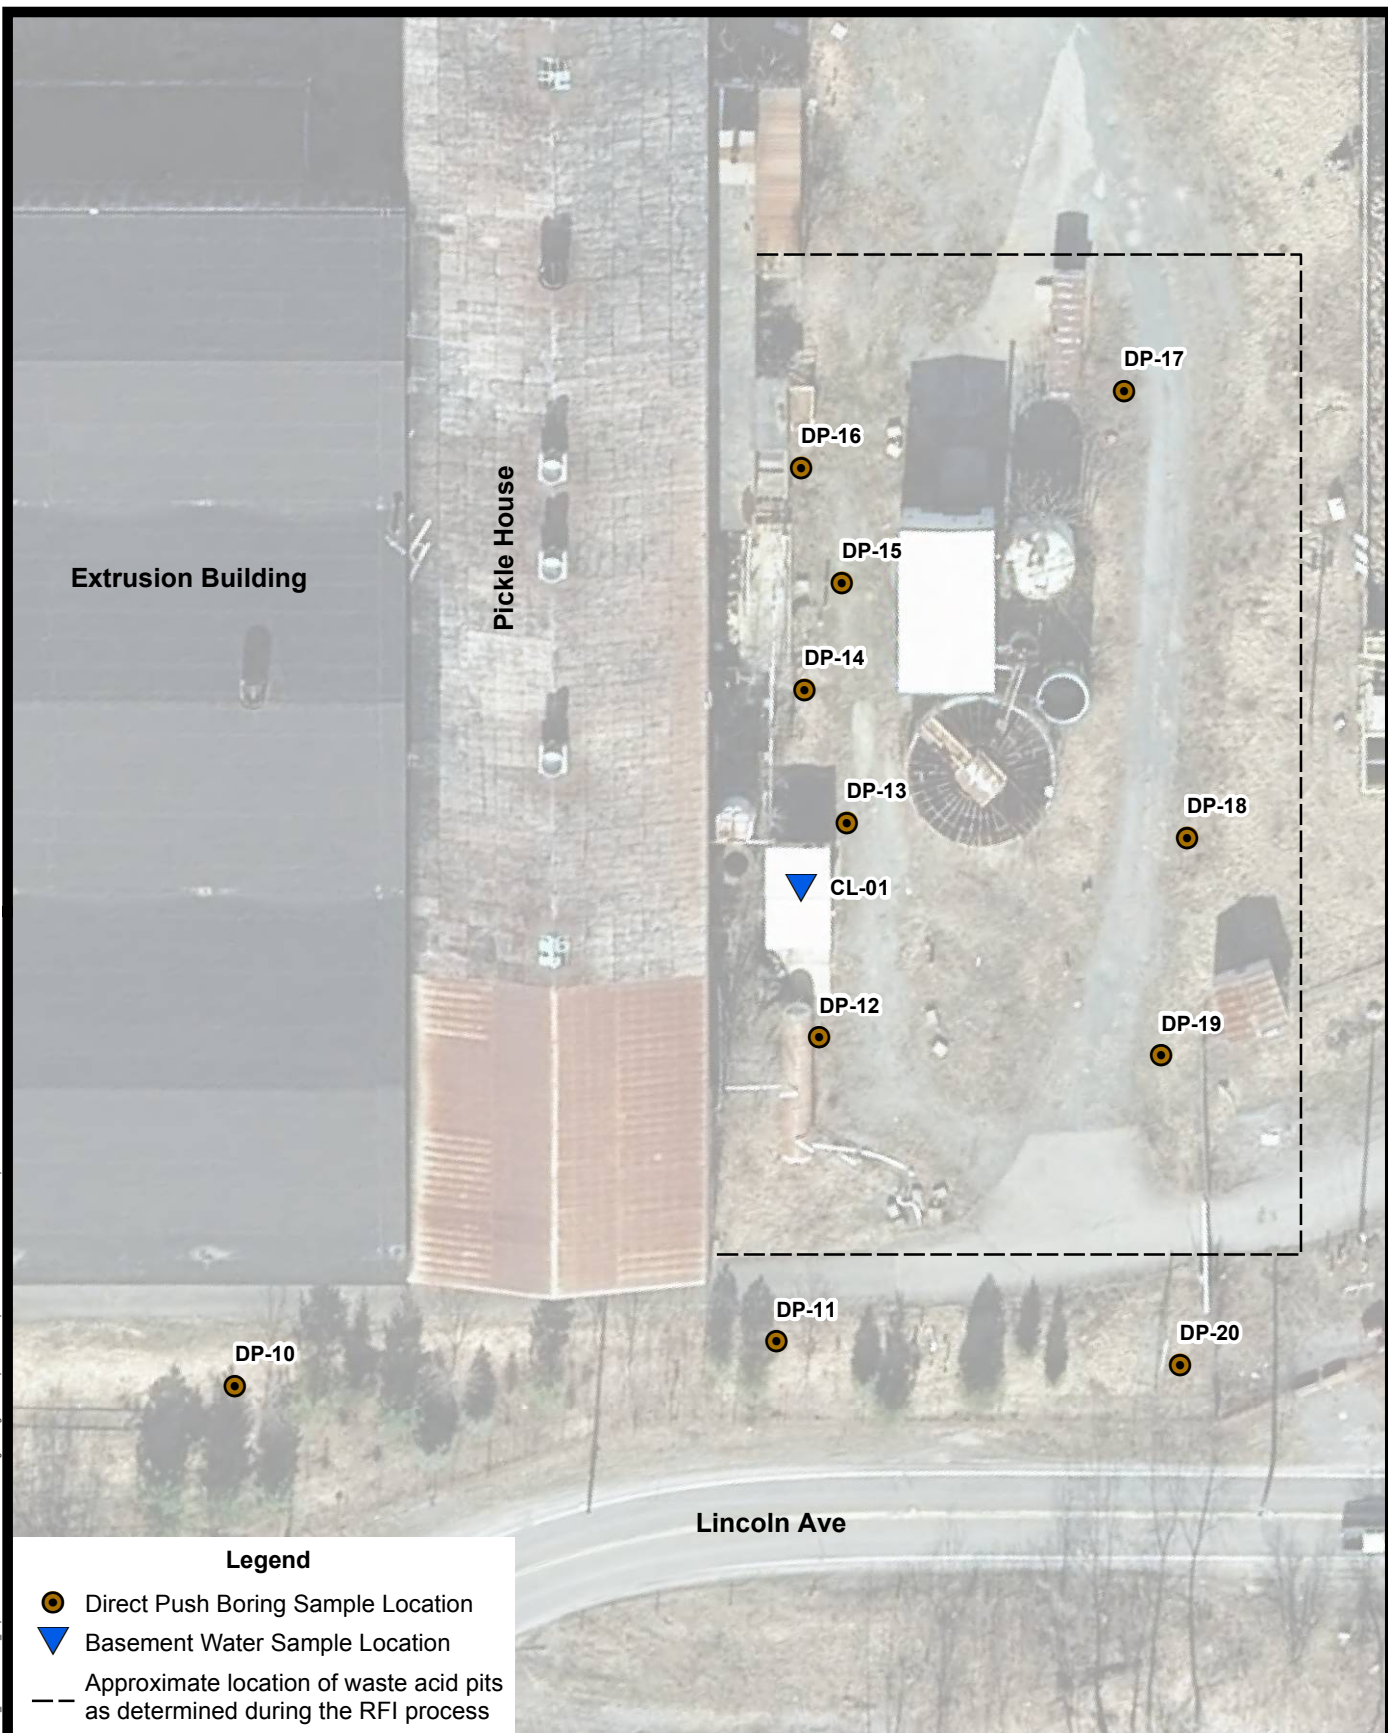 DP-17
DP-16
Pickle House
DP-15
Extrusion Building
DP-14
DP-13
DP-18
CL-01
DP-12
DP-19
DP-11
DP-20
DP-10
Lincoln Ave
Legend
Direct Push Boring Sample Location
Basement Water Sample Location
Approximate location of waste acid pits
as determined during the RFI process